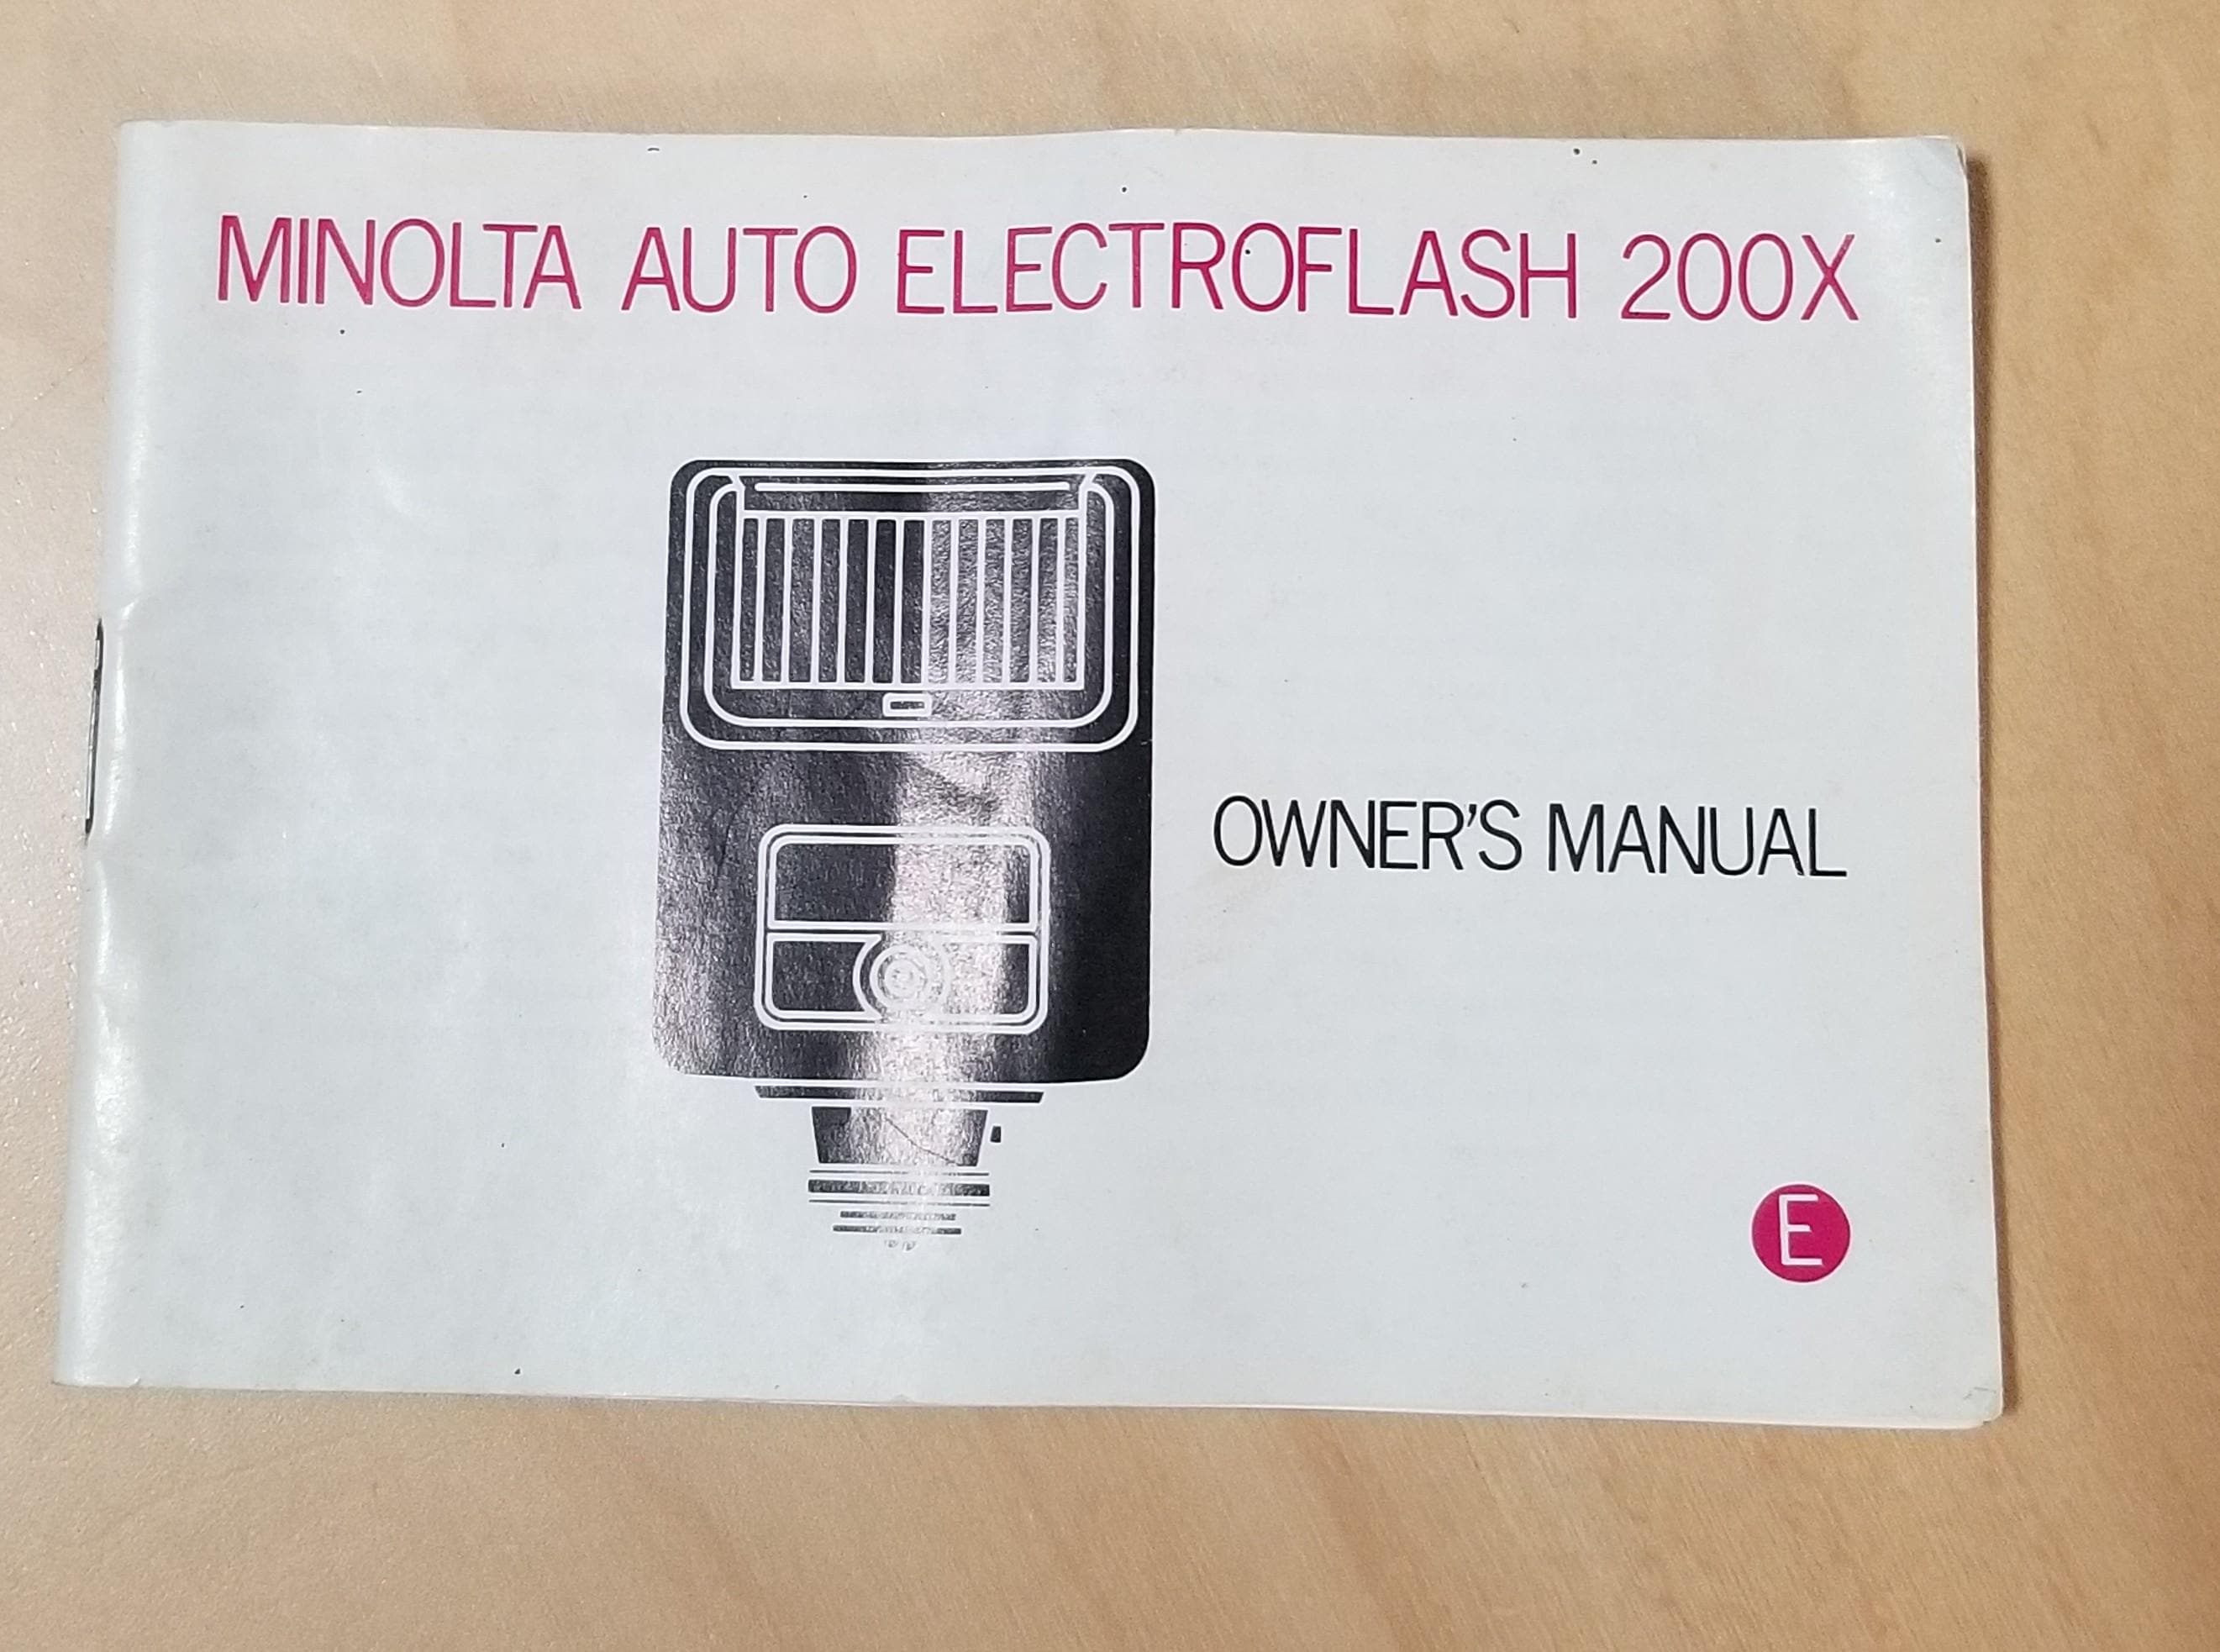 MINOLTA AUTO ELECTROFLASH 200X
OWNER'S MANUAL
E